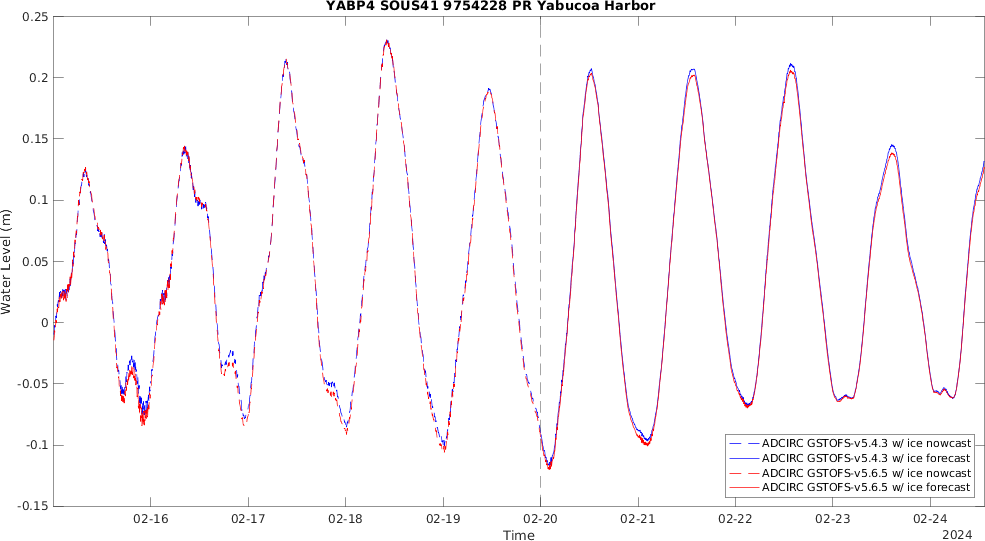 YABP4 SOUS41 9754228 PR Yabucoa Harbor
0.25
0.2
0.15
0.1
0.05
0
-0.05
-0.1
-0.15
Water Level (m)
02-16 02-17 02-18 02-19 02-20 02-21 02-22 02-23 02-24
Time
2024
ADCIRC GSTOFS-v5.4.3 w/ ice nowcast
ADCIRC GSTOFS-v5.4.3 w/ ice forecast
ADCIRC GSTOFS-v5.6.5 w/ ice nowcast
ADCIRC GSTOFS-v5.6.5 w/ ice forecast